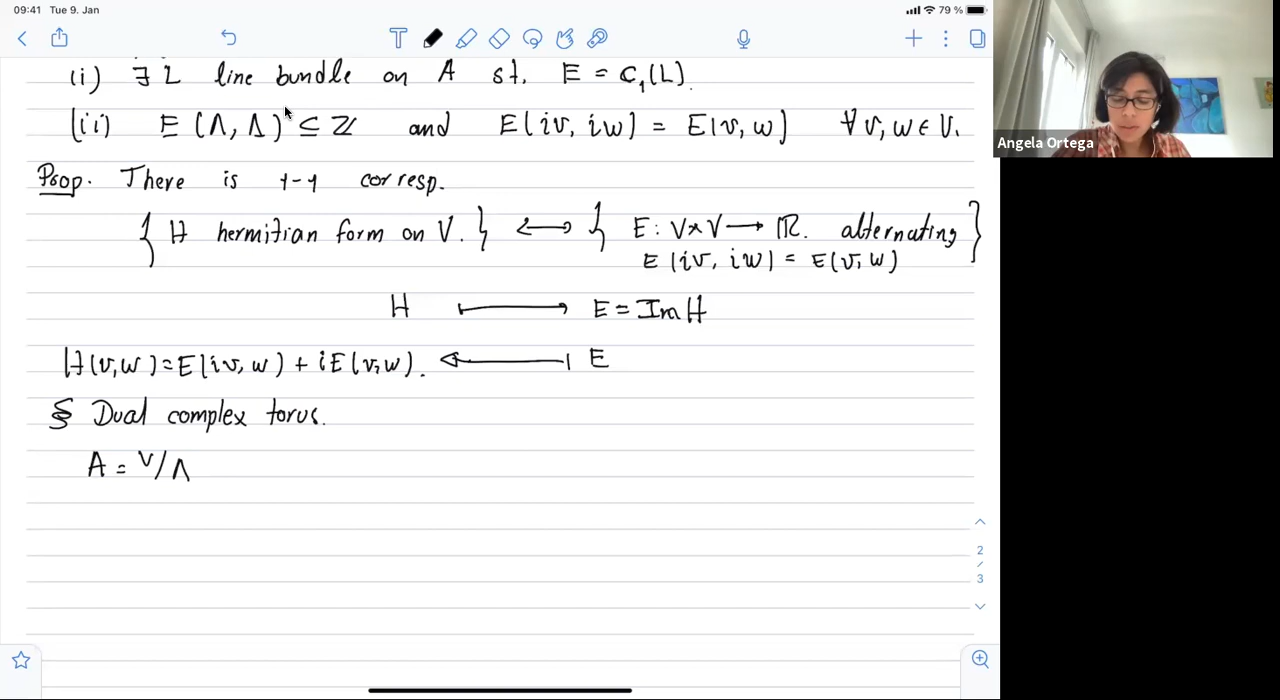 09:41 Tue 9. Jan
79 %
(i) ∃ L line bundle on A st. E = c₁(L).
(ii) E(Λ, Λ) ⊆ ℤ and E(iv, iw) = E(v, w) ∀ v, w ∈ V.
Prop. There is 1-1 corresp.
{ H hermitian form on V. } ⟷ { E: V×V → ℝ. alternating }
E(iv, iw) = E(v, w)
H ⟼ E = Im H
H(v,w) = E(iv, w) + iE(v,w). ⟻ E
§ Dual complex torus.
A = V/Λ
2
/
3
Angela Ortega